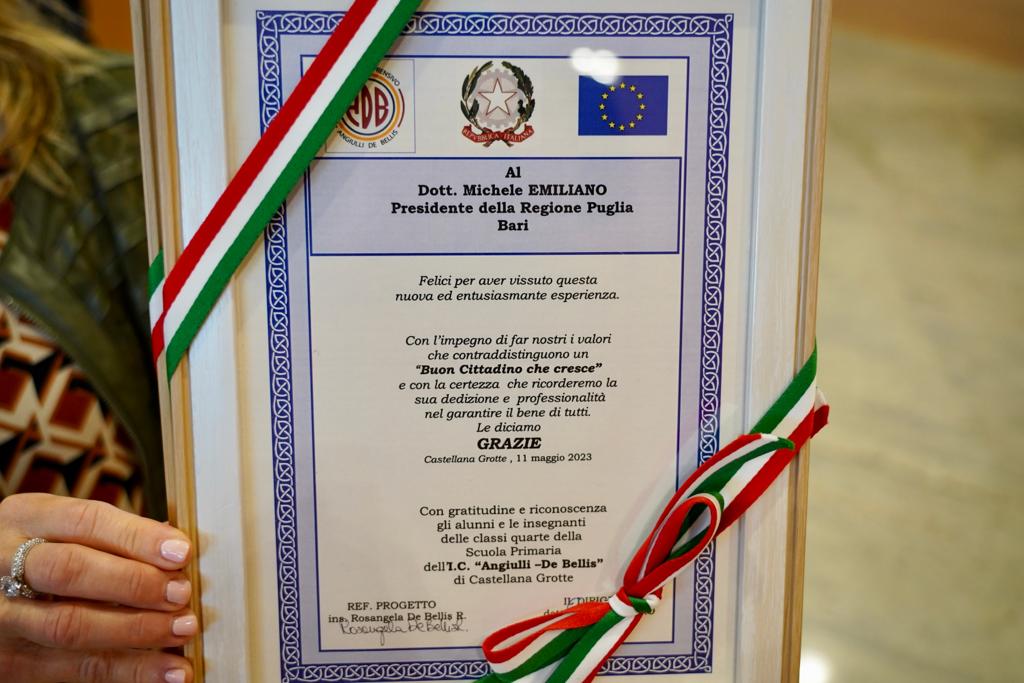 ANGIULLI DE BELLIS
REPVBBLICA ITALIANA
Al
Dott. Michele EMILIANO
Presidente della Regione Puglia
Bari
Felici per aver vissuto questa
nuova ed entusiasmante esperienza.
Con l'impegno di far nostri i valori
che contraddistinguono un
"Buon Cittadino che cresce"
e con la certezza che ricorderemo la
sua dedizione e professionalità
nel garantire il bene di tutti.
Le diciamo
GRAZIE
Castellana Grotte , 11 maggio 2023
Con gratitudine e riconoscenza
gli alunni e le insegnanti
delle classi quarte della
Scuola Primaria
dell'I.C. "Angiulli –De Bellis"
di Castellana Grotte
REF. PROGETTO
ins. Rosangela De Bellis R.
Rosangela De Bellis R.